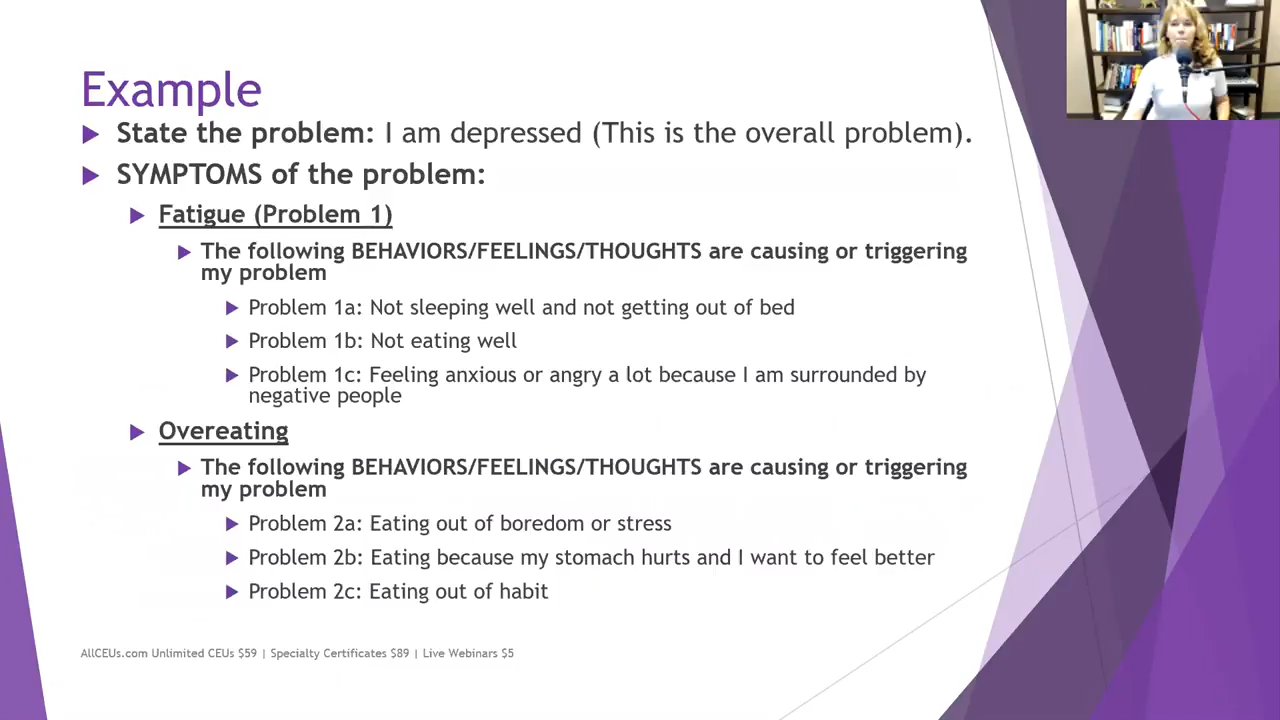 Example
State the problem: I am depressed (This is the overall problem).
SYMPTOMS of the problem:
Fatigue (Problem 1)
The following BEHAVIORS/FEELINGS/THOUGHTS are causing or triggering
my problem
Problem 1a: Not sleeping well and not getting out of bed
Problem 1b: Not eating well
Problem 1c: Feeling anxious or angry a lot because I am surrounded by
negative people
Overeating
The following BEHAVIORS/FEELINGS/THOUGHTS are causing or triggering
my problem
Problem 2a: Eating out of boredom or stress
Problem 2b: Eating because my stomach hurts and I want to feel better
Problem 2c: Eating out of habit
AllCEUs.com Unlimited CEUs $59 | Specialty Certificates $89 | Live Webinars $5